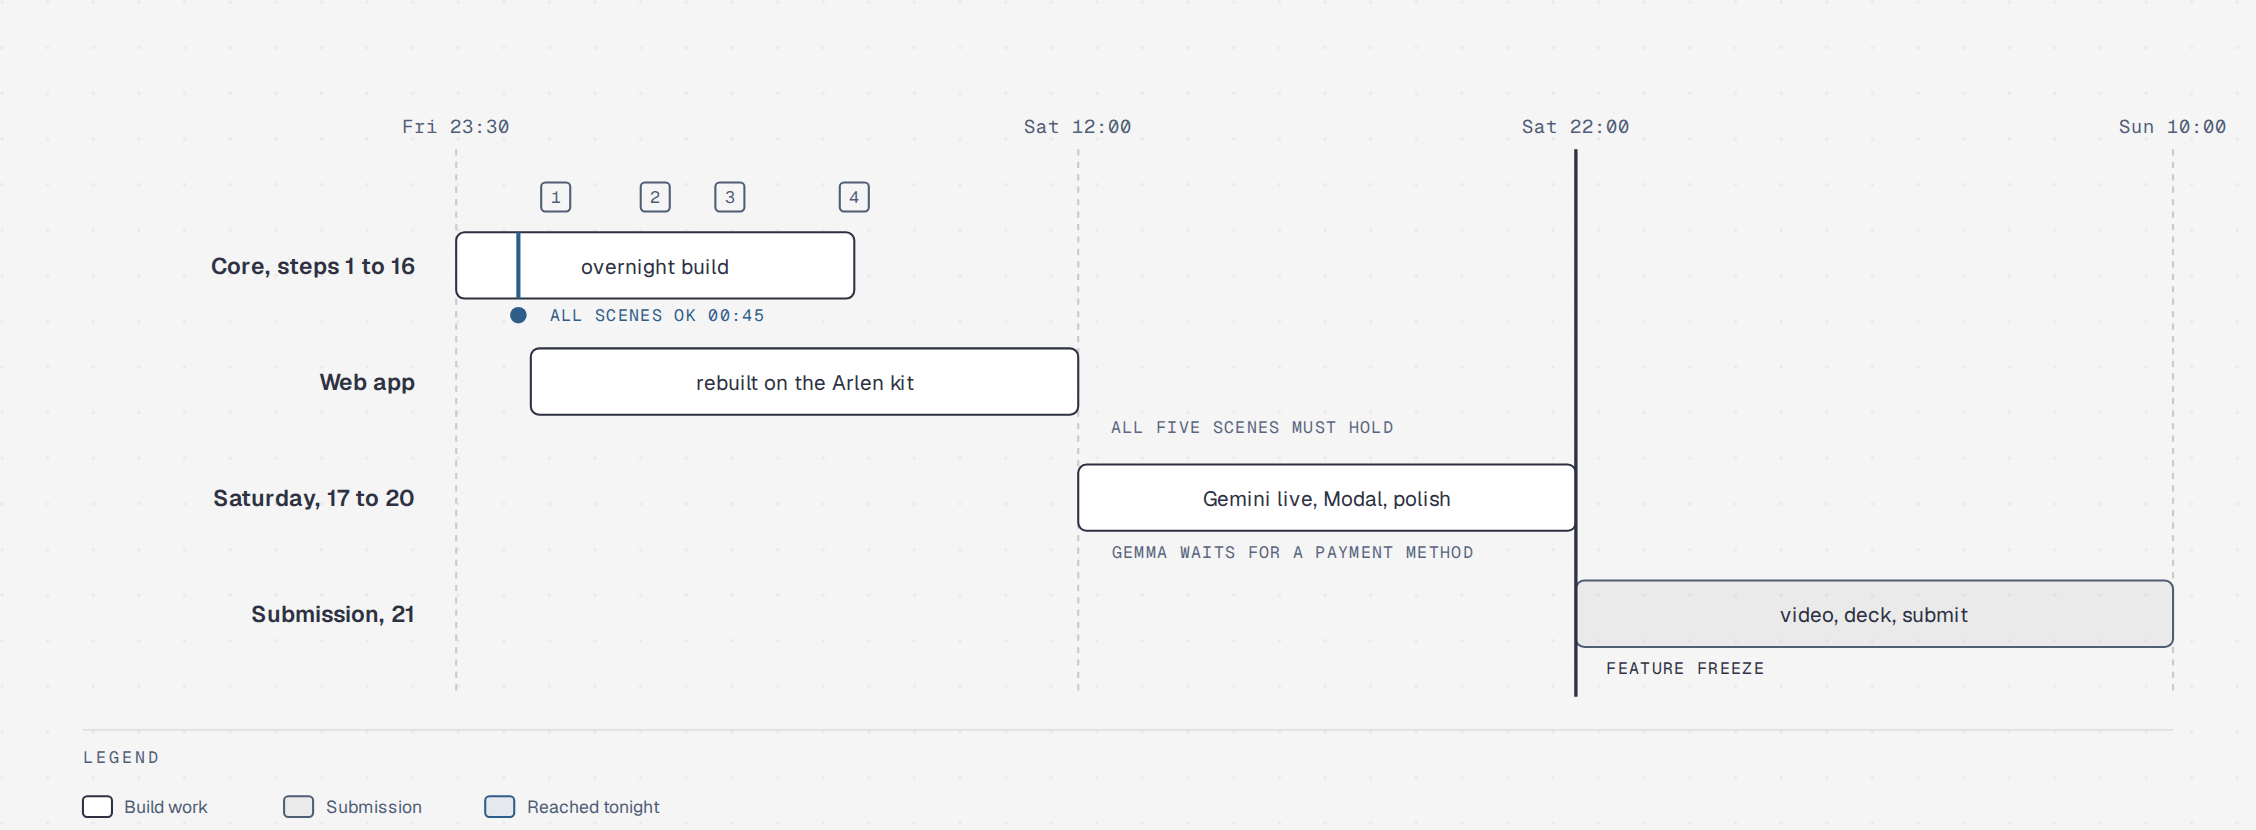 Fri 23:30
Sat 12:00
Sat 22:00
Sun 10:00
1
2
3
4
Core, steps 1 to 16
overnight build
ALL SCENES OK 00:45
Web app
rebuilt on the Arlen kit
ALL FIVE SCENES MUST HOLD
Saturday, 17 to 20
Gemini live, Modal, polish
GEMMA WAITS FOR A PAYMENT METHOD
Submission, 21
video, deck, submit
FEATURE FREEZE
LEGEND
Build work
Submission
Reached tonight